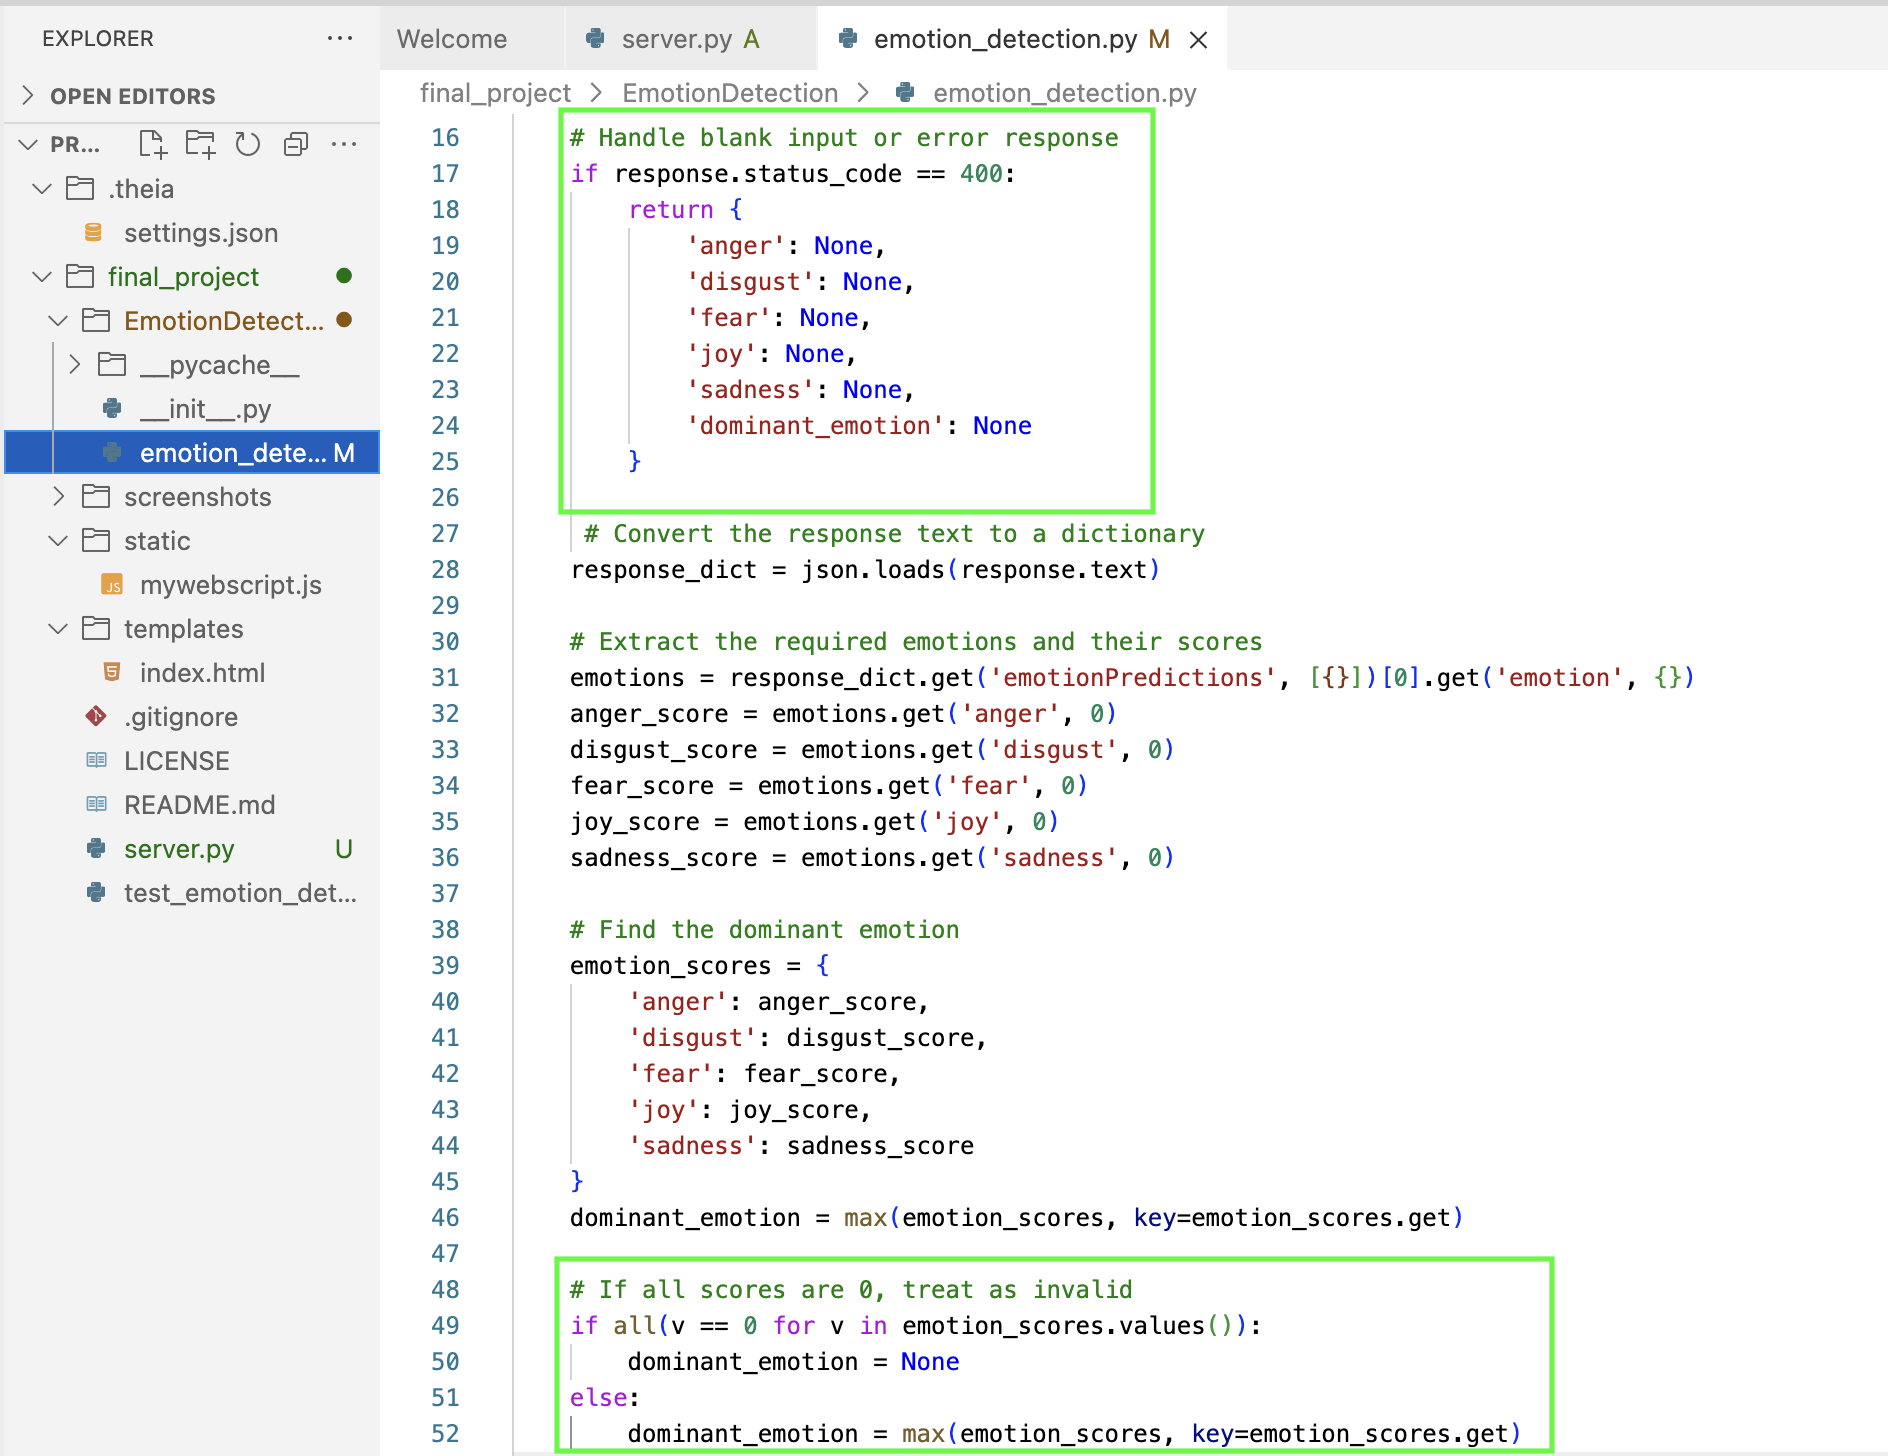 EXPLORER
OPEN EDITORS
PR...
.theia
settings.json
final_project
EmotionDetect...
__pycache__
__init__.py
emotion_dete... M
screenshots
static
mywebscript.js
templates
index.html
.gitignore
LICENSE
README.md
server.py U
test_emotion_det...
Welcome
server.py A
emotion_detection.py M
final_project > EmotionDetection > emotion_detection.py
16 # Handle blank input or error response
17 if response.status_code == 400:
18     return {
19         'anger': None,
20         'disgust': None,
21         'fear': None,
22         'joy': None,
23         'sadness': None,
24         'dominant_emotion': None
25     }
26
27  # Convert the response text to a dictionary
28 response_dict = json.loads(response.text)
29
30 # Extract the required emotions and their scores
31 emotions = response_dict.get('emotionPredictions', [{}])[0].get('emotion', {})
32 anger_score = emotions.get('anger', 0)
33 disgust_score = emotions.get('disgust', 0)
34 fear_score = emotions.get('fear', 0)
35 joy_score = emotions.get('joy', 0)
36 sadness_score = emotions.get('sadness', 0)
37
38 # Find the dominant emotion
39 emotion_scores = {
40     'anger': anger_score,
41     'disgust': disgust_score,
42     'fear': fear_score,
43     'joy': joy_score,
44     'sadness': sadness_score
45 }
46 dominant_emotion = max(emotion_scores, key=emotion_scores.get)
47
48 # If all scores are 0, treat as invalid
49 if all(v == 0 for v in emotion_scores.values()):
50     dominant_emotion = None
51 else:
52     dominant_emotion = max(emotion_scores, key=emotion_scores.get)